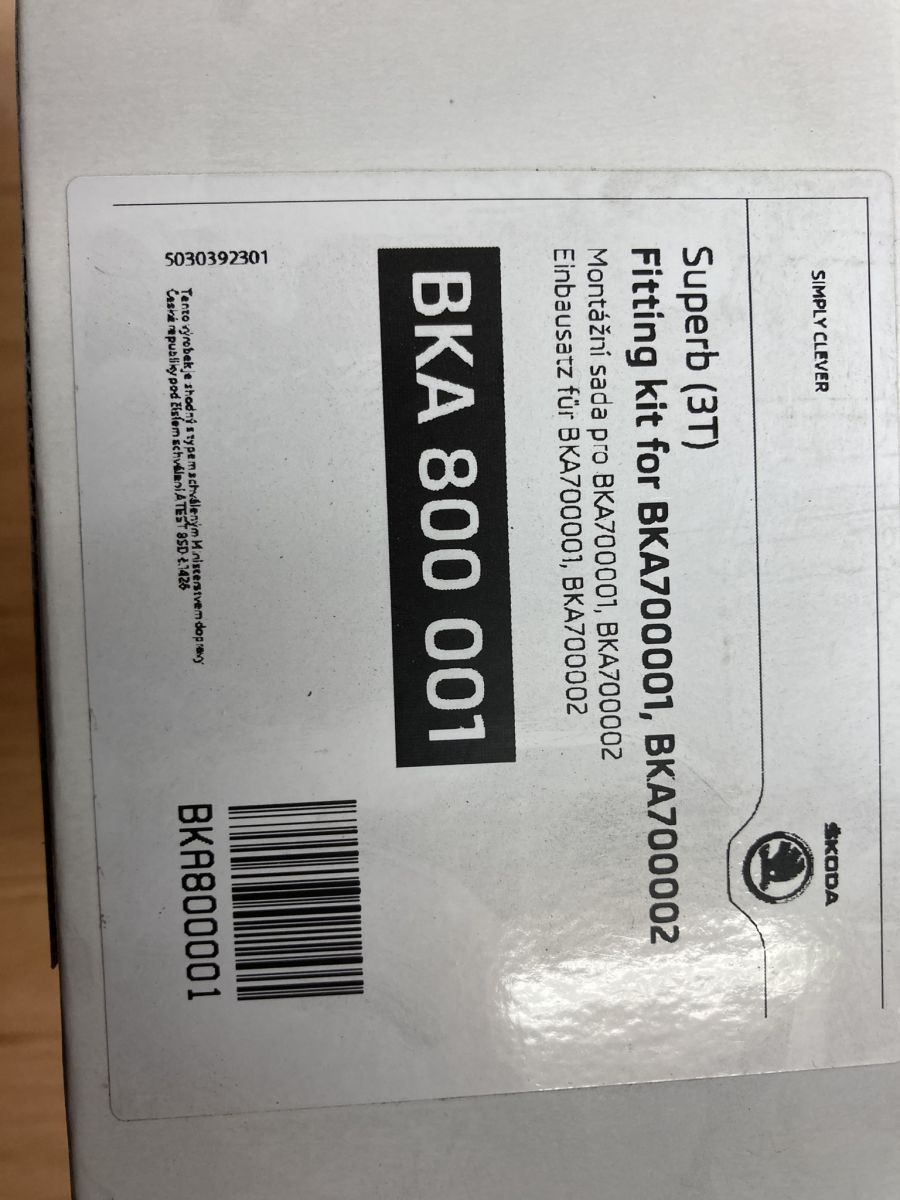 SIMPLY CLEVER
ŠKODA
Superb (3T)
Fitting kit for BKA700001, BKA700002
Montážní sada pro BKA700001, BKA700002
Einbausatz für BKA700001, BKA700002
BKA 800 001
BKA800001
5030392301
Tento výrobek je shodný s typem schváleným Ministerstvem dopravy
České republiky pod číslem schválení ATEST 8SD č.1426